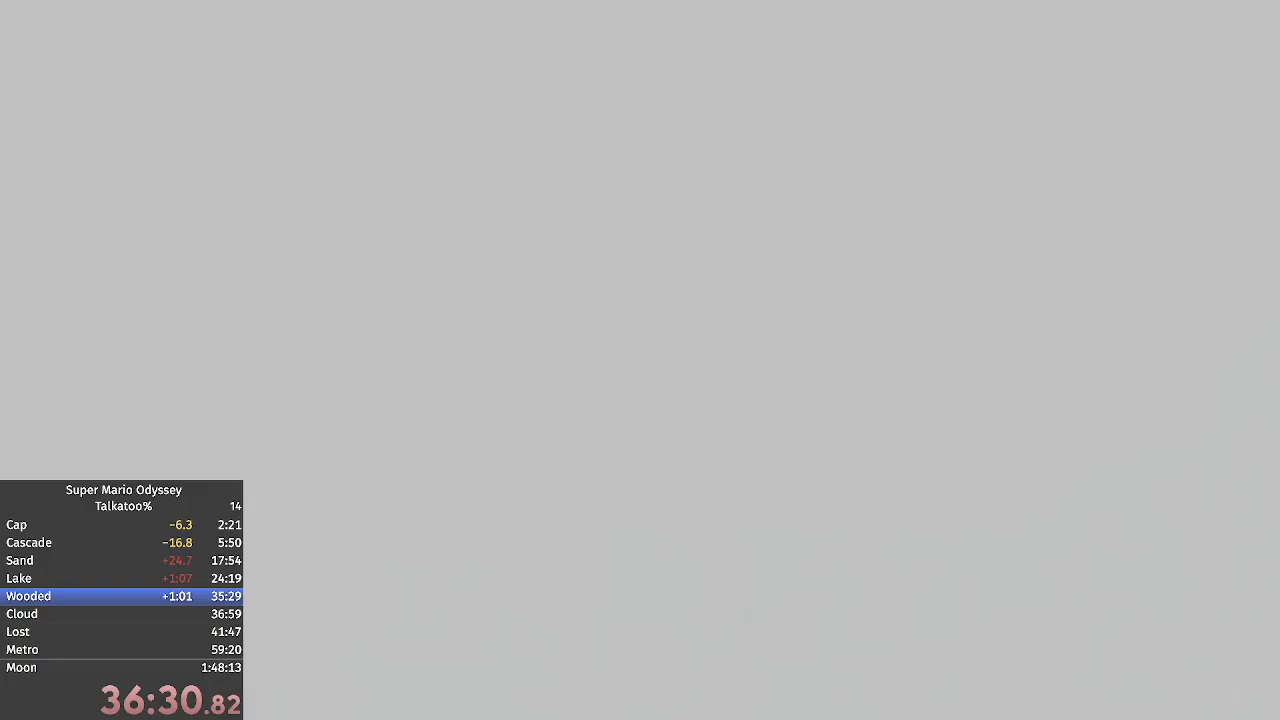 Super Mario Odyssey
Talkatoo% 14
Cap −6.3 2:21
Cascade −16.8 5:50
Sand +24.7 17:54
Lake +1:07 24:19
Wooded +1:01 35:29
Cloud 36:59
Lost 41:47
Metro 59:20
Moon 1:48:13
36:30.82